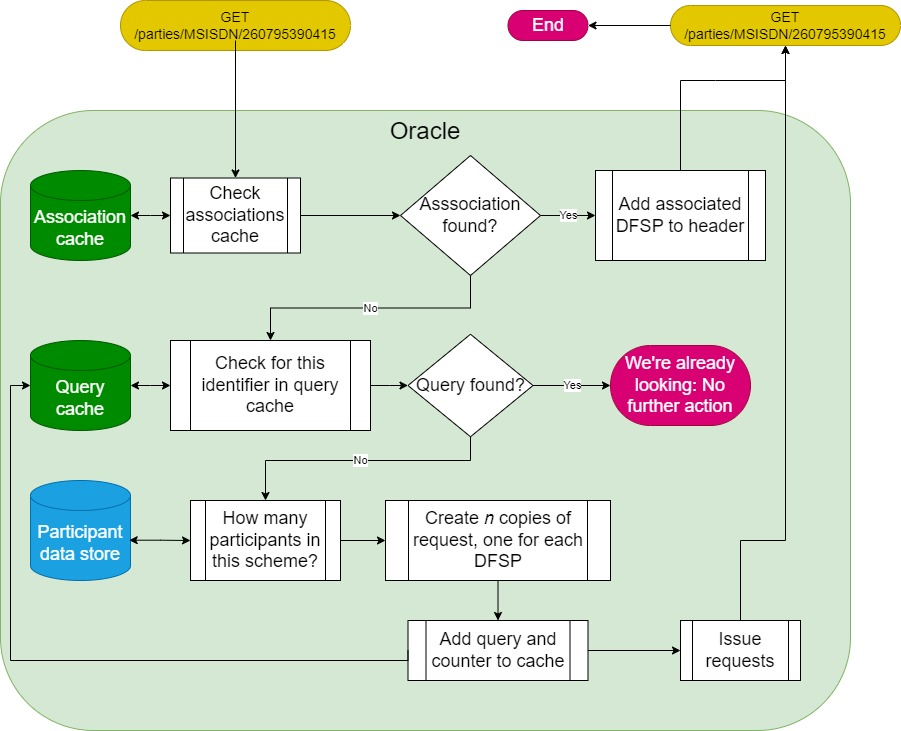 GET
/parties/MSISDN/260795390415
End
GET
/parties/MSISDN/260795390415
Oracle
Association
cache
Check
associations
cache
Asssociation
found?
Yes
Add associated
DFSP to header
No
Query
cache
Check for this
identifier in query
cache
Query found?
Yes
We're already
looking: No
further action
No
Participant
data store
How many
participants in
this scheme?
Create n copies of
request, one for each
DFSP
Add query and
counter to cache
Issue
requests